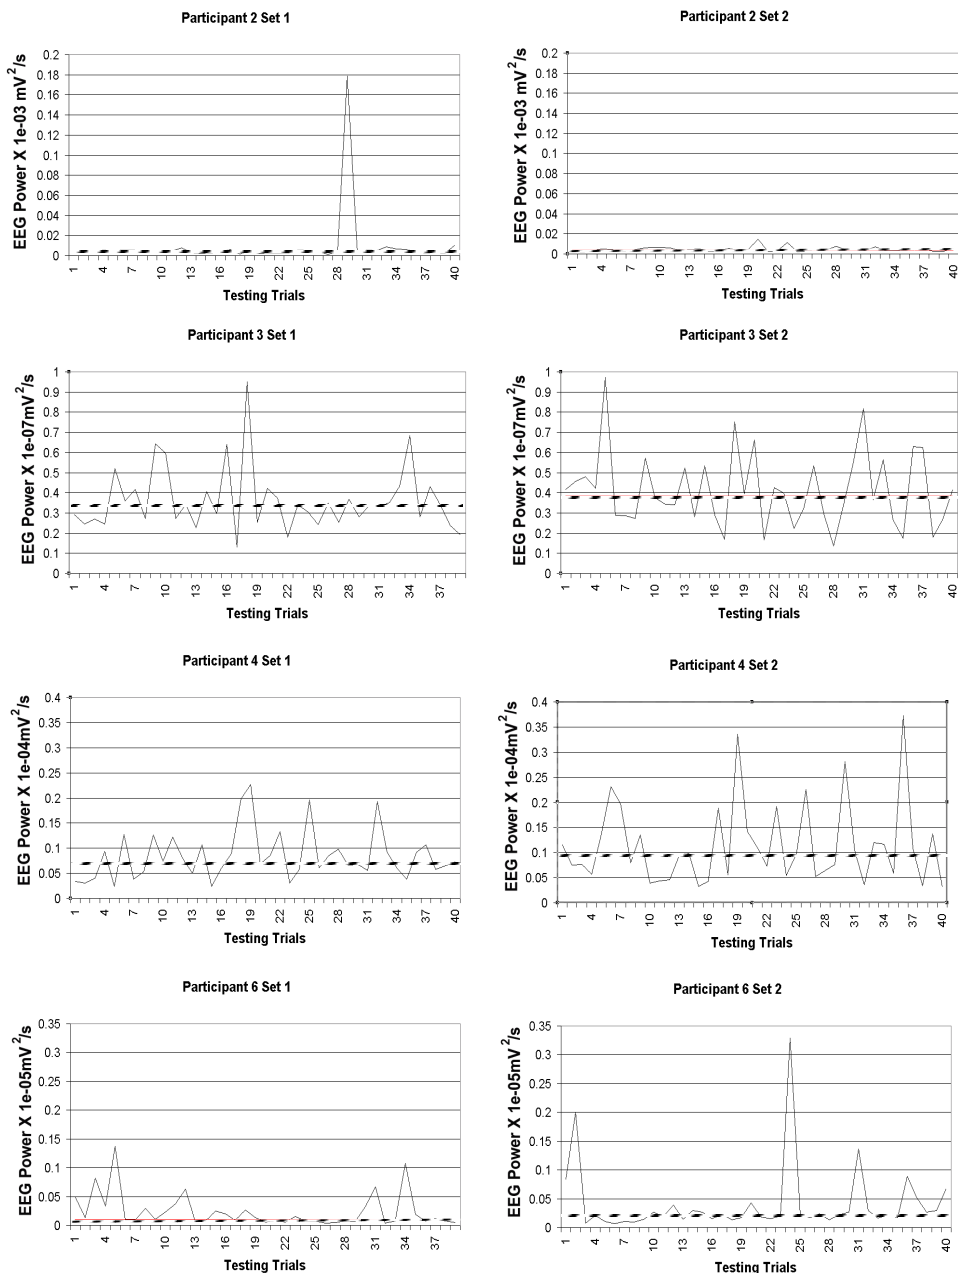 Participant 2 Set 1
EEG Power X 1e-03 mV²/s
0.2
0.18
0.16
0.14
0.12
0.1
0.08
0.06
0.04
0.02
0
1 4 7 10 13 16 19 22 25 28 31 34 37 40
Testing Trials
Participant 2 Set 2
EEG Power X 1e-03 mV²/s
0.2
0.18
0.16
0.14
0.12
0.1
0.08
0.06
0.04
0.02
0
1 4 7 10 13 16 19 22 25 28 31 34 37 40
Testing Trials
Participant 3 Set 1
EEG Power X 1e-07mV²/s
1
0.9
0.8
0.7
0.6
0.5
0.4
0.3
0.2
0.1
0
1 4 7 10 13 16 19 22 25 28 31 34 37
Testing Trials
Participant 3 Set 2
EEG Power X 1e-07mV²/s
1
0.9
0.8
0.7
0.6
0.5
0.4
0.3
0.2
0.1
0
1 4 7 10 13 16 19 22 25 28 31 34 37 40
Testing Trials
Participant 4 Set 1
EEG Power X 1e-04mV²/s
0.4
0.35
0.3
0.25
0.2
0.15
0.1
0.05
0
1 4 7 10 13 16 19 22 25 28 31 34 37 40
Testing Trials
Participant 4 Set 2
EEG Power X 1e-04mV²/s
0.4
0.35
0.3
0.25
0.2
0.15
0.1
0.05
0
1 4 7 10 13 16 19 22 25 28 31 34 37 40
Testing Trials
Participant 6 Set 1
EEG Power X 1e-05mV²/s
0.35
0.3
0.25
0.2
0.15
0.1
0.05
0
1 4 7 10 13 16 19 22 25 28 31 34 37
Testing Trials
Participant 6 Set 2
EEG Power X 1e-05mV²/s
0.35
0.3
0.25
0.2
0.15
0.1
0.05
0
1 4 7 10 13 16 19 22 25 28 31 34 37 40
Testing Trials